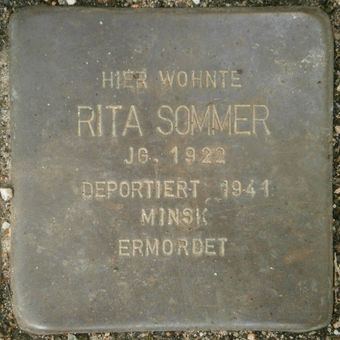 HIER WOHNTE
RITA SOMMER
JG. 1922
DEPORTIERT 1941
MINSK
ERMORDET